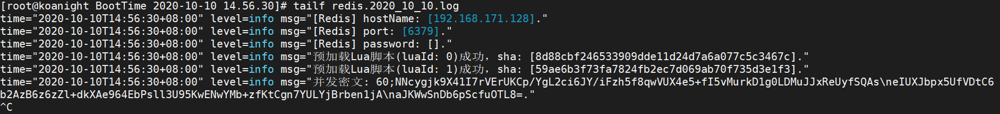 [root@koanight BootTime 2020-10-10 14.56.30]# tailf redis.2020_10_10.log
time="2020-10-10T14:56:30+08:00" level=info msg="[Redis] hostName: [192.168.171.128]."
time="2020-10-10T14:56:30+08:00" level=info msg="[Redis] port: [6379]."
time="2020-10-10T14:56:30+08:00" level=info msg="[Redis] password: []."
time="2020-10-10T14:56:30+08:00" level=info msg="预加载Lua脚本(luaId: 0)成功，sha: [8d88cbf246533909dde11d24d7a6a077c5c3467c]."
time="2020-10-10T14:56:30+08:00" level=info msg="预加载Lua脚本(luaId: 1)成功，sha: [59ae6b3f73fa7824fb2ec7d069ab70f735d3e1f3]."
time="2020-10-10T14:56:30+08:00" level=info msg="并发密文: 60;NNcygjk9X41I7rVErUKCp/YgL2ci6JY/iFzh5f8qwVUX4e5+fI5vMurkD1g0LDMuJJxReUyfSQAs\neIUXJbpx5UfVDtC6
b2AzB6z6zZl+dkXAe964EbPsll3U95KwENwYMb+zfKtCgn7YULYjBrben1jA\naJKWwSnDb6pScfuOTL8=."
^C